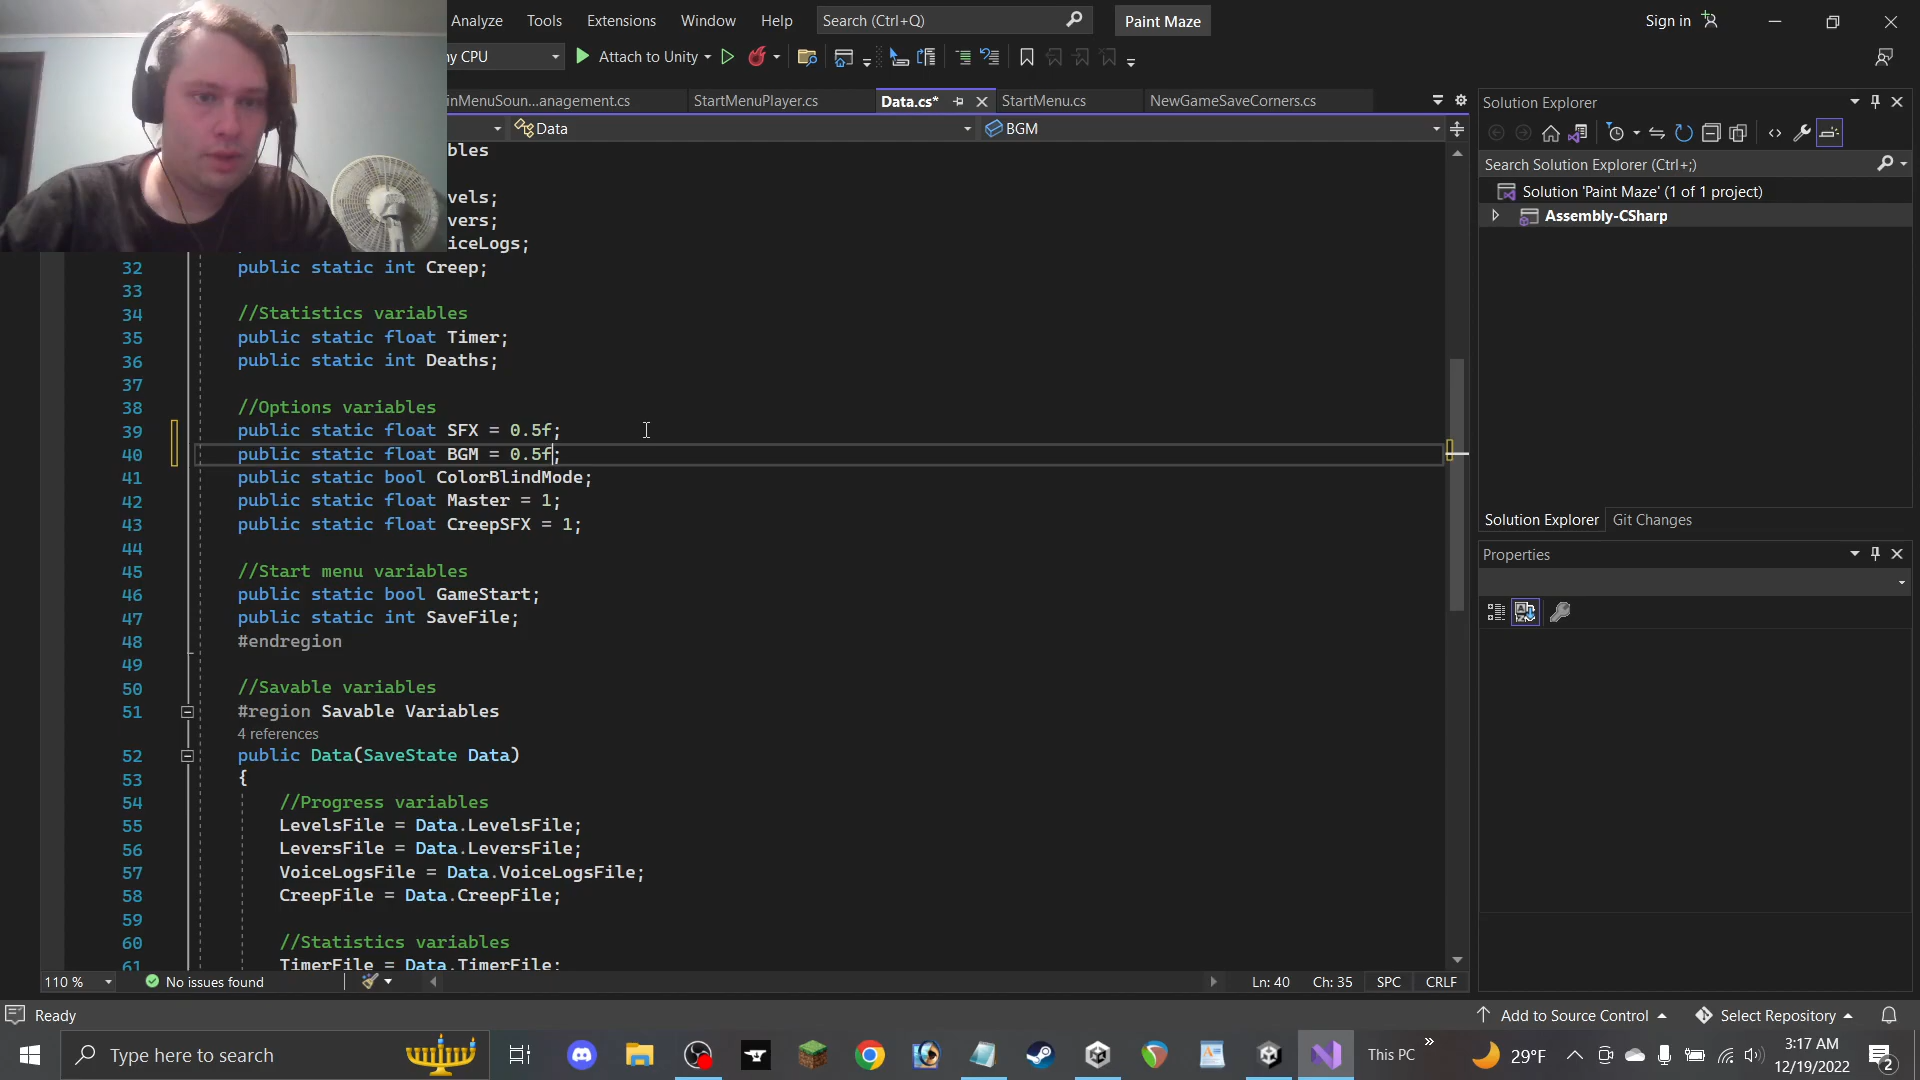 Analyze Tools Extensions Window Help Search (Ctrl+Q) Paint Maze Sign in
ny CPU Attach to Unity
inMenuSoun...anagement.cs StartMenuPlayer.cs Data.cs* StartMenu.cs NewGameSaveCorners.cs
Data BGM
bles
vels;
vers;
iceLogs;
32 public static int Creep;
33
34 //Statistics variables
35 public static float Timer;
36 public static int Deaths;
37
38 //Options variables
39 public static float SFX = 0.5f;
40 public static float BGM = 0.5f;
41 public static bool ColorBlindMode;
42 public static float Master = 1;
43 public static float CreepSFX = 1;
44
45 //Start menu variables
46 public static bool GameStart;
47 public static int SaveFile;
48 #endregion
49
50 //Savable variables
51 #region Savable Variables
4 references
52 public Data(SaveState Data)
53 {
54 //Progress variables
55 LevelsFile = Data.LevelsFile;
56 LeversFile = Data.LeversFile;
57 VoiceLogsFile = Data.VoiceLogsFile;
58 CreepFile = Data.CreepFile;
59
60 //Statistics variables
61 TimerFile = Data.TimerFile;
110 % No issues found Ln: 40 Ch: 35 SPC CRLF
Solution Explorer
Search Solution Explorer (Ctrl+;)
Solution 'Paint Maze' (1 of 1 project)
Assembly-CSharp
Solution Explorer Git Changes
Properties
Ready Add to Source Control Select Repository
Type here to search This PC » 29°F 3:17 AM
12/19/2022 2